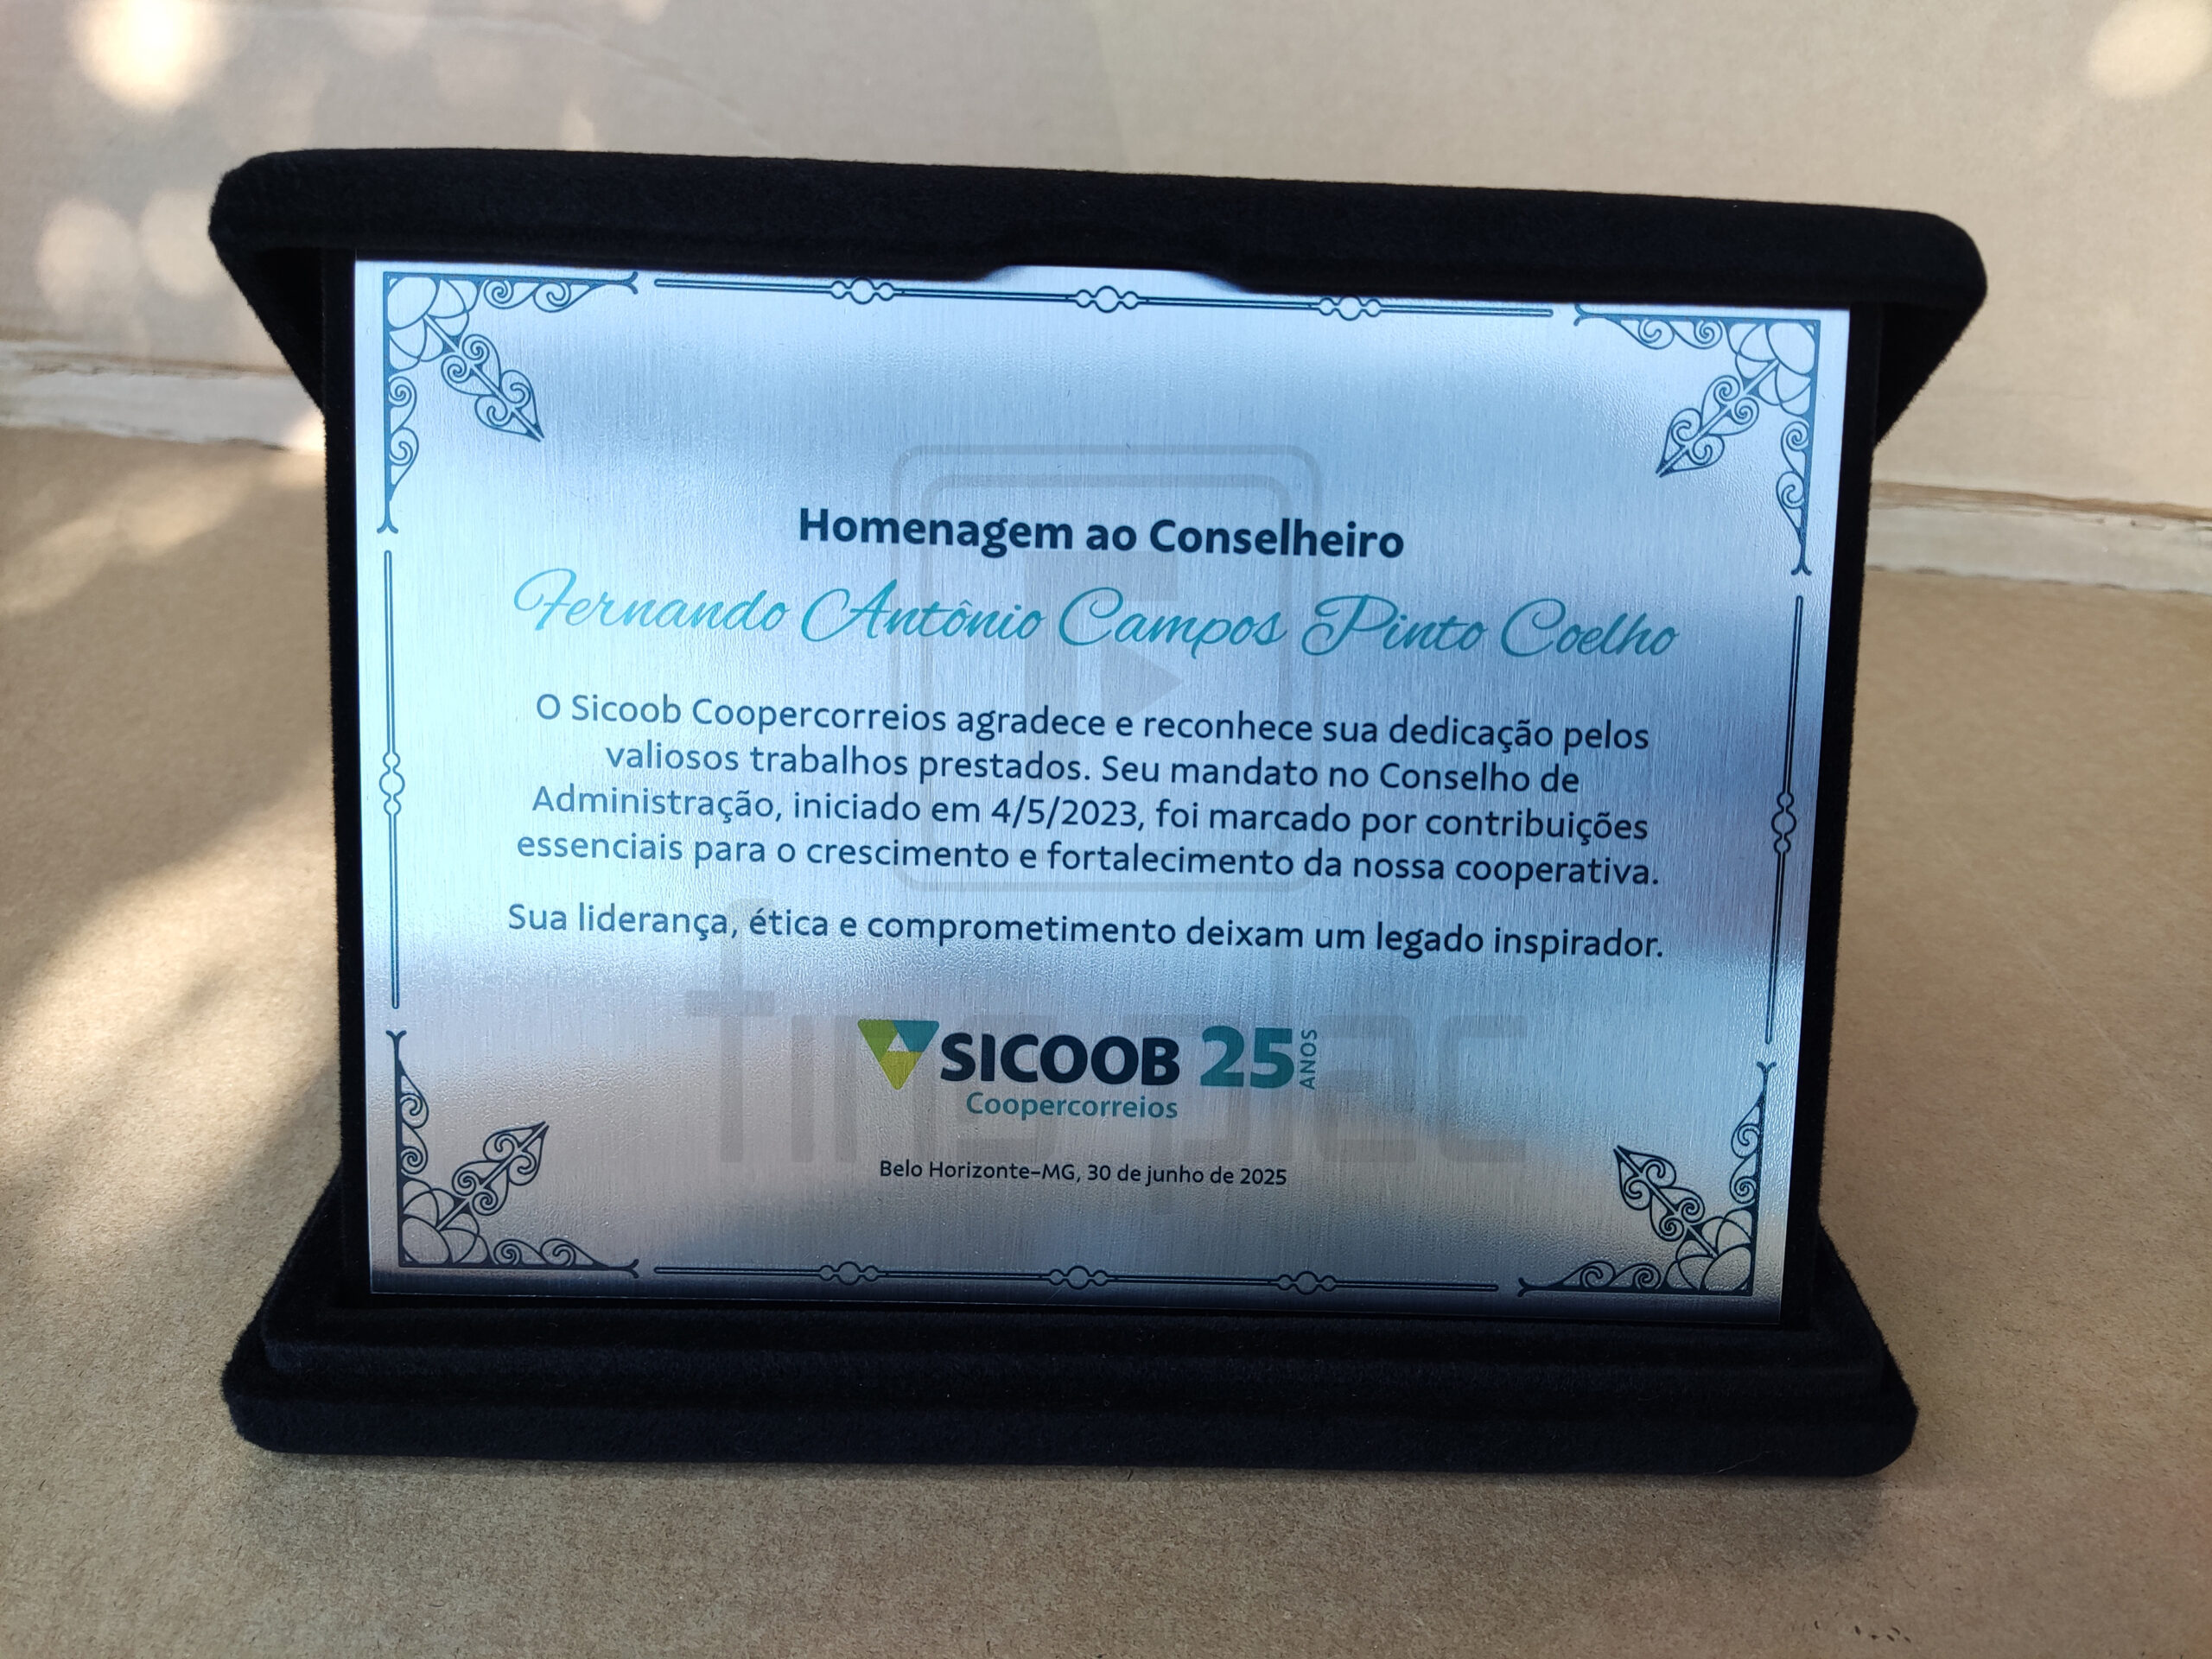 Homenagem ao Conselheiro
Fernando Antônio Campos Pinto Coelho
O Sicoob Coopercorreios agradece e reconhece sua dedicação pelos
valiosos trabalhos prestados. Seu mandato no Conselho de
Administração, iniciado em 4/5/2023, foi marcado por contribuições
essenciais para o crescimento e fortalecimento da nossa cooperativa.
Sua liderança, ética e comprometimento deixam um legado inspirador.
SICOOB 25 ANOS
Coopercorreios
Belo Horizonte-MG, 30 de junho de 2025